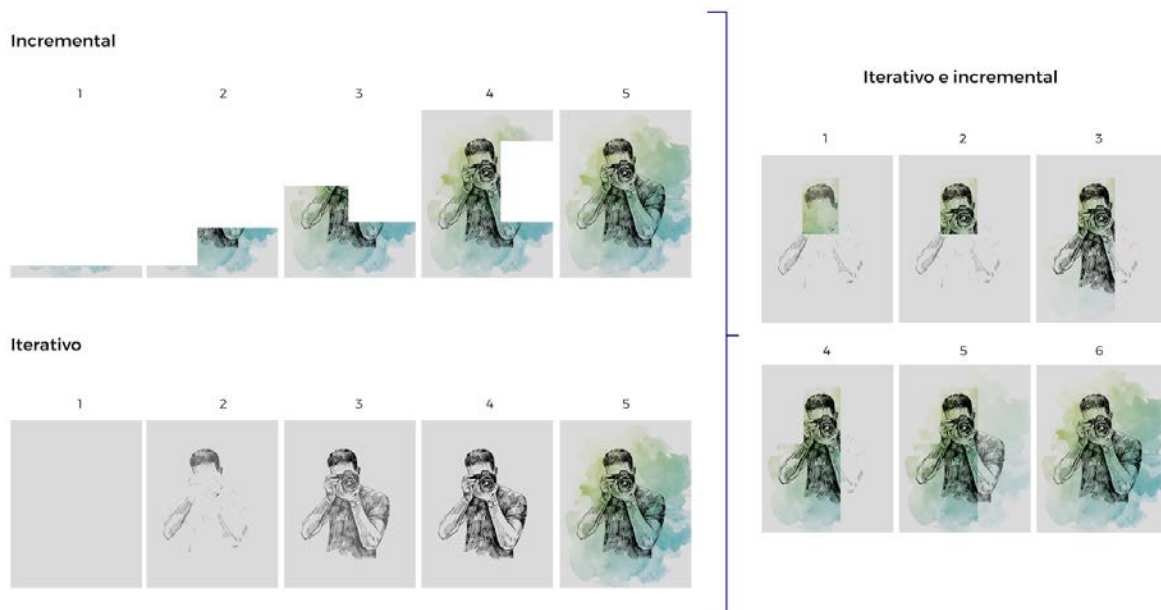 Incremental
1 2 3 4 5
Iterativo
1 2 3 4 5
Iterativo e incremental
1 2 3
4 5 6